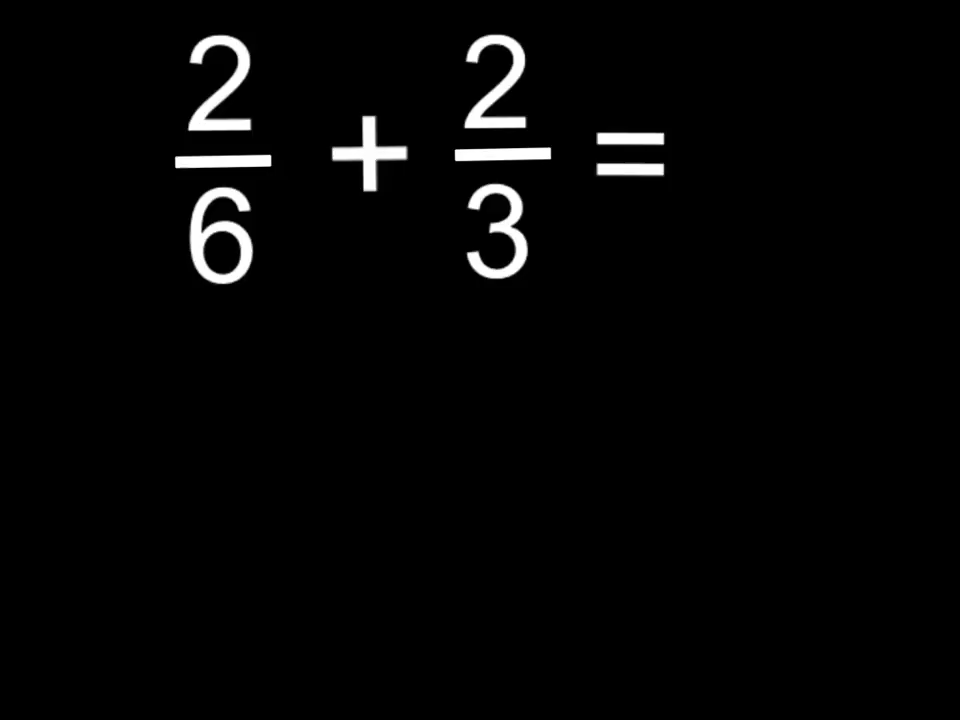 2/6 + 2/3 =